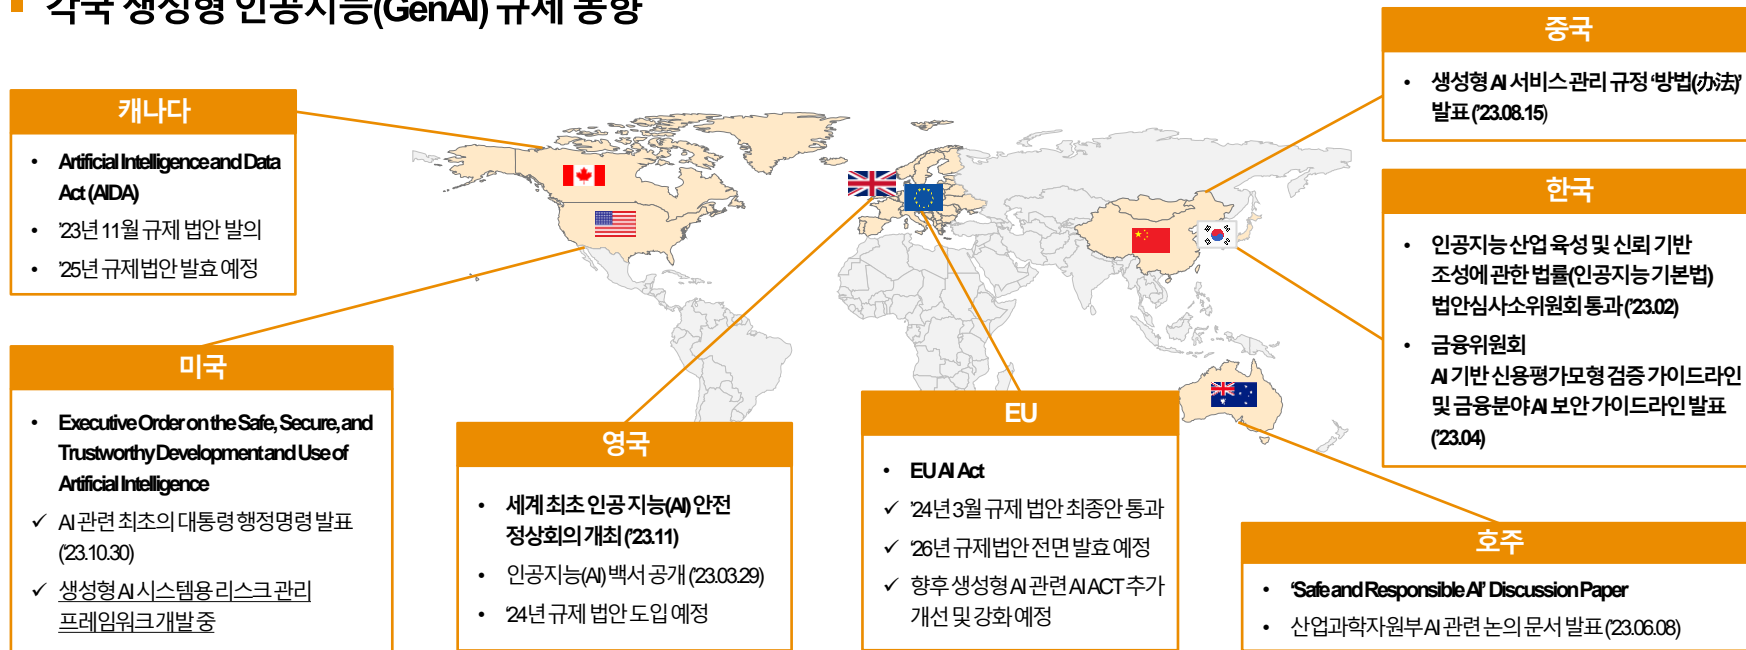 각국 생성형 인공지능(GenAI) 규제 동향
캐나다
• Artificial Intelligence and Data
Act (AIDA)
• '23년 11월 규제 법안 발의
• '25년 규제법안 발효 예정
미국
• Executive Order on the Safe, Secure, and
Trustworthy Development and Use of
Artificial Intelligence
✓ AI 관련 최초의 대통령 행정명령 발표
('23.10.30)
✓ 생성형 AI 시스템용 리스크 관리
프레임워크 개발 중
영국
• 세계 최초 인공 지능(AI) 안전
정상회의 개최 ('23.11)
• 인공지능(AI) 백서 공개 ('23.03.29)
• '24년 규제 법안 도입 예정
EU
• EU AI Act
✓ '24년 3월 규제 법안 최종안 통과
✓ '26년 규제법안 전면 발효 예정
✓ 향후 생성형 AI 관련 AI ACT 추가
개선 및 강화 예정
중국
• 생성형 AI 서비스 관리 규정 '방법(办法)'
발표 ('23.08.15)
한국
• 인공지능 산업 육성 및 신뢰 기반
조성에 관한 법률(인공지능 기본법)
법안심사소위원회 통과 ('23.02)
• 금융위원회
AI 기반 신용평가모형 검증 가이드라인
및 금융분야 AI 보안 가이드라인 발표
('23.04)
호주
• 'Safe and Responsible AI' Discussion Paper
• 산업과학자원부 AI 관련 논의 문서 발표 ('23.06.08)